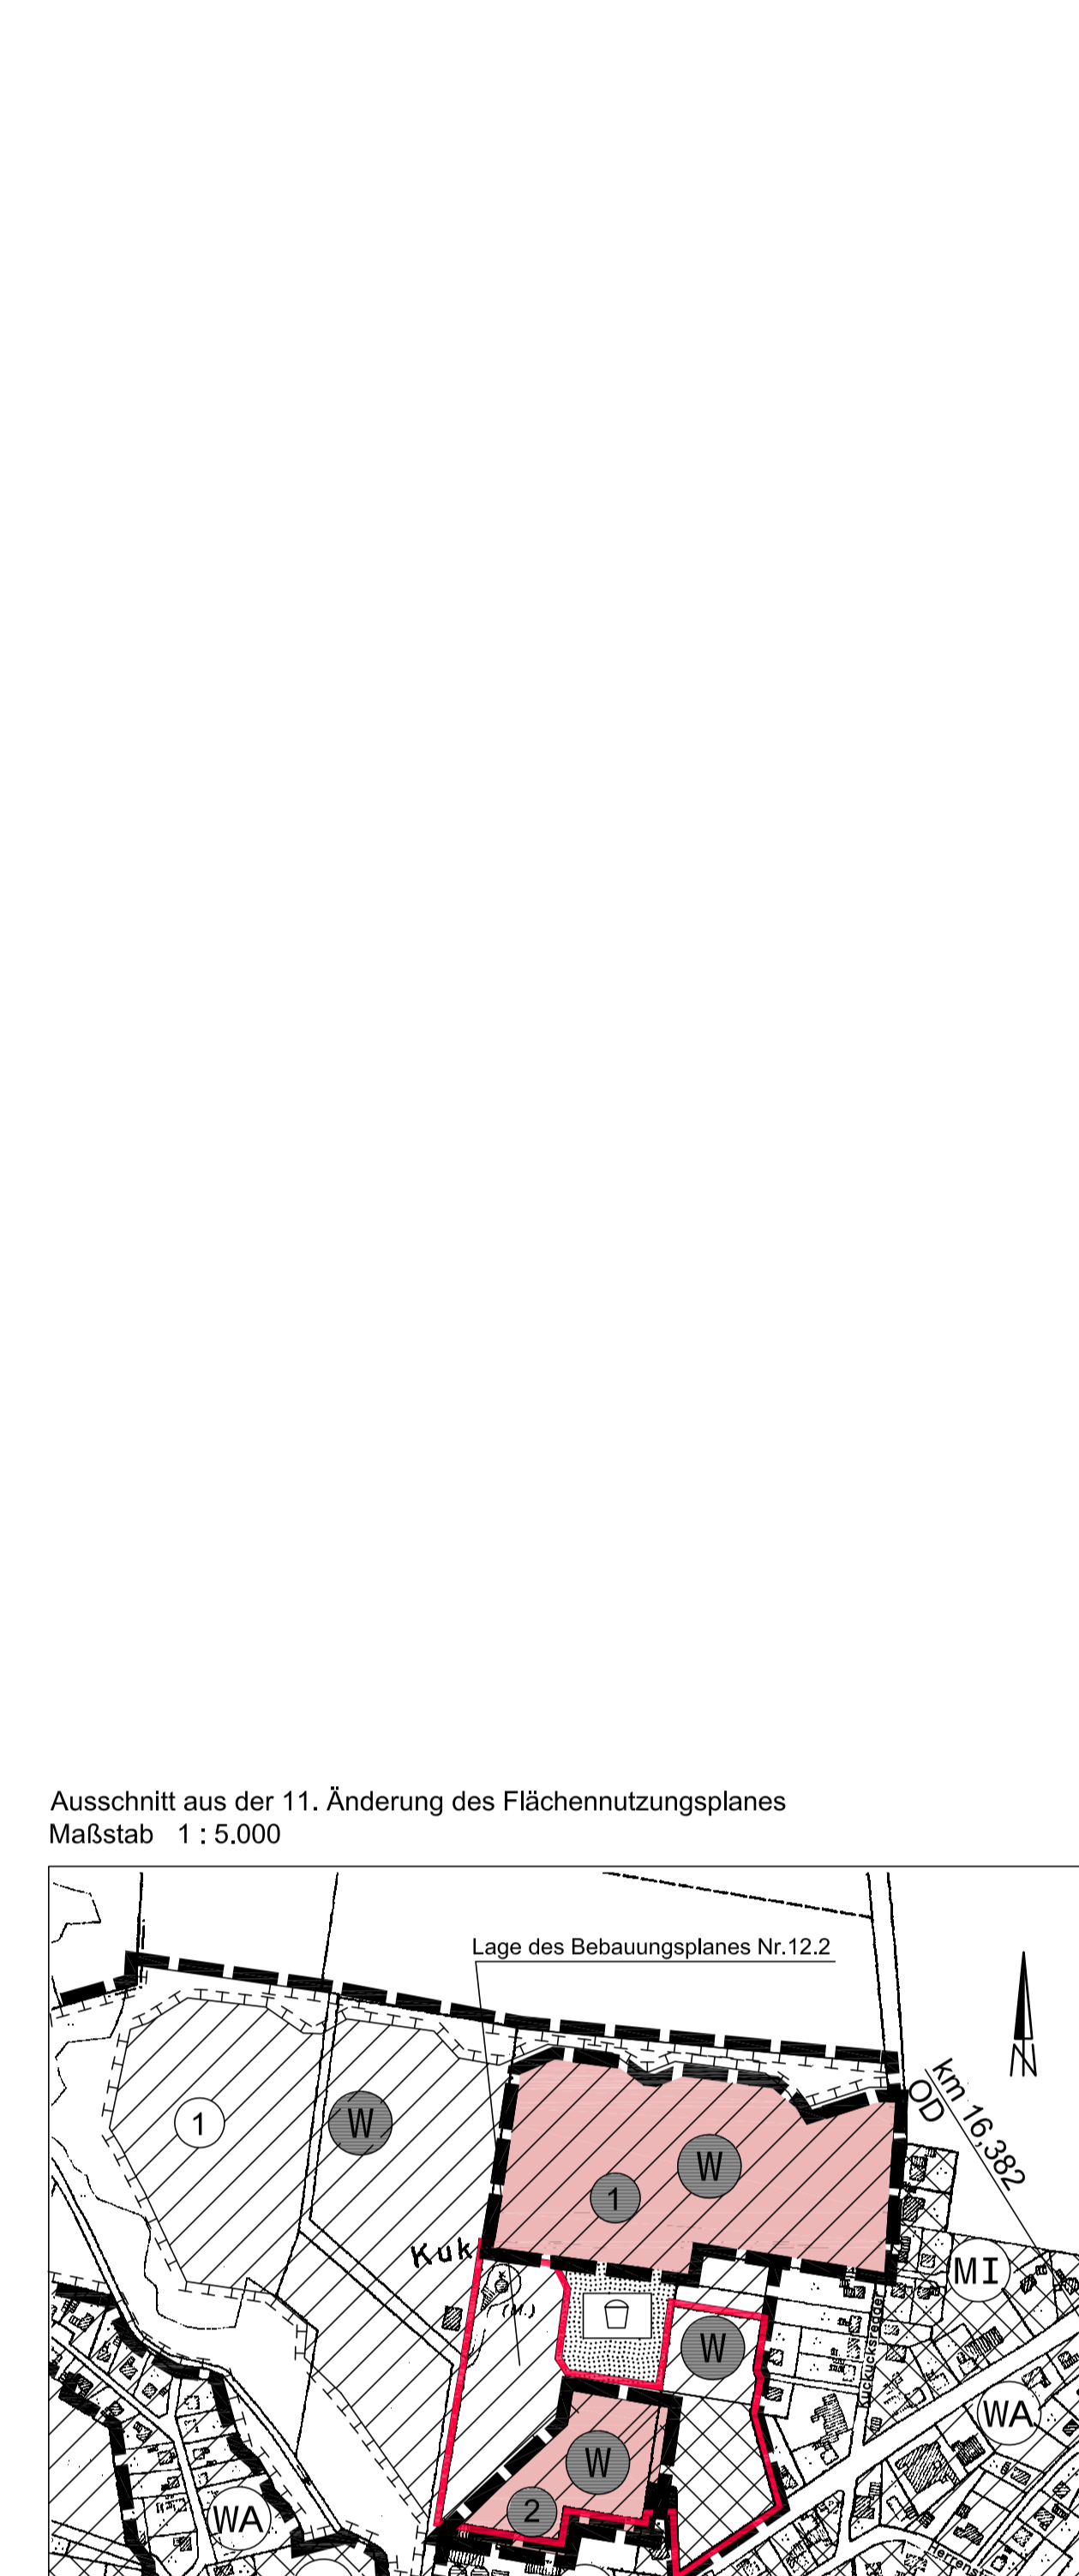 Ausschnitt aus der 11. Änderung des Flächennutzungsplanes
Maßstab 1 : 5.000
Lage des Bebauungsplanes Nr.12.2
N
km 16,382
OD
1
W
W
1
Kuk
(M.)
MI
W
Kuckucksredder
WA
W
2
WA